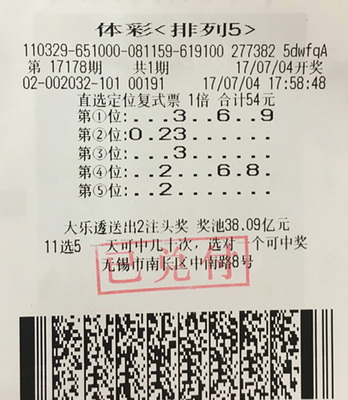 体彩<排列5>
110329-651000-081159-619100 277382 5dwfqA
第 17178期 共1期 17/07/04开奖
02-002032-101 00191 17/07/04 17:58:48
直选定位复式票 1倍 合计54元
第①位:...3..6..9
第②位:0.23......
第③位:...3......
第④位:..2...6.8.
第⑤位:..2.......
大乐透送出2注头奖 奖池38.09亿元
11选5 天可中几十次，选对 个可中奖
无锡市南长区中南路8号
已兑付